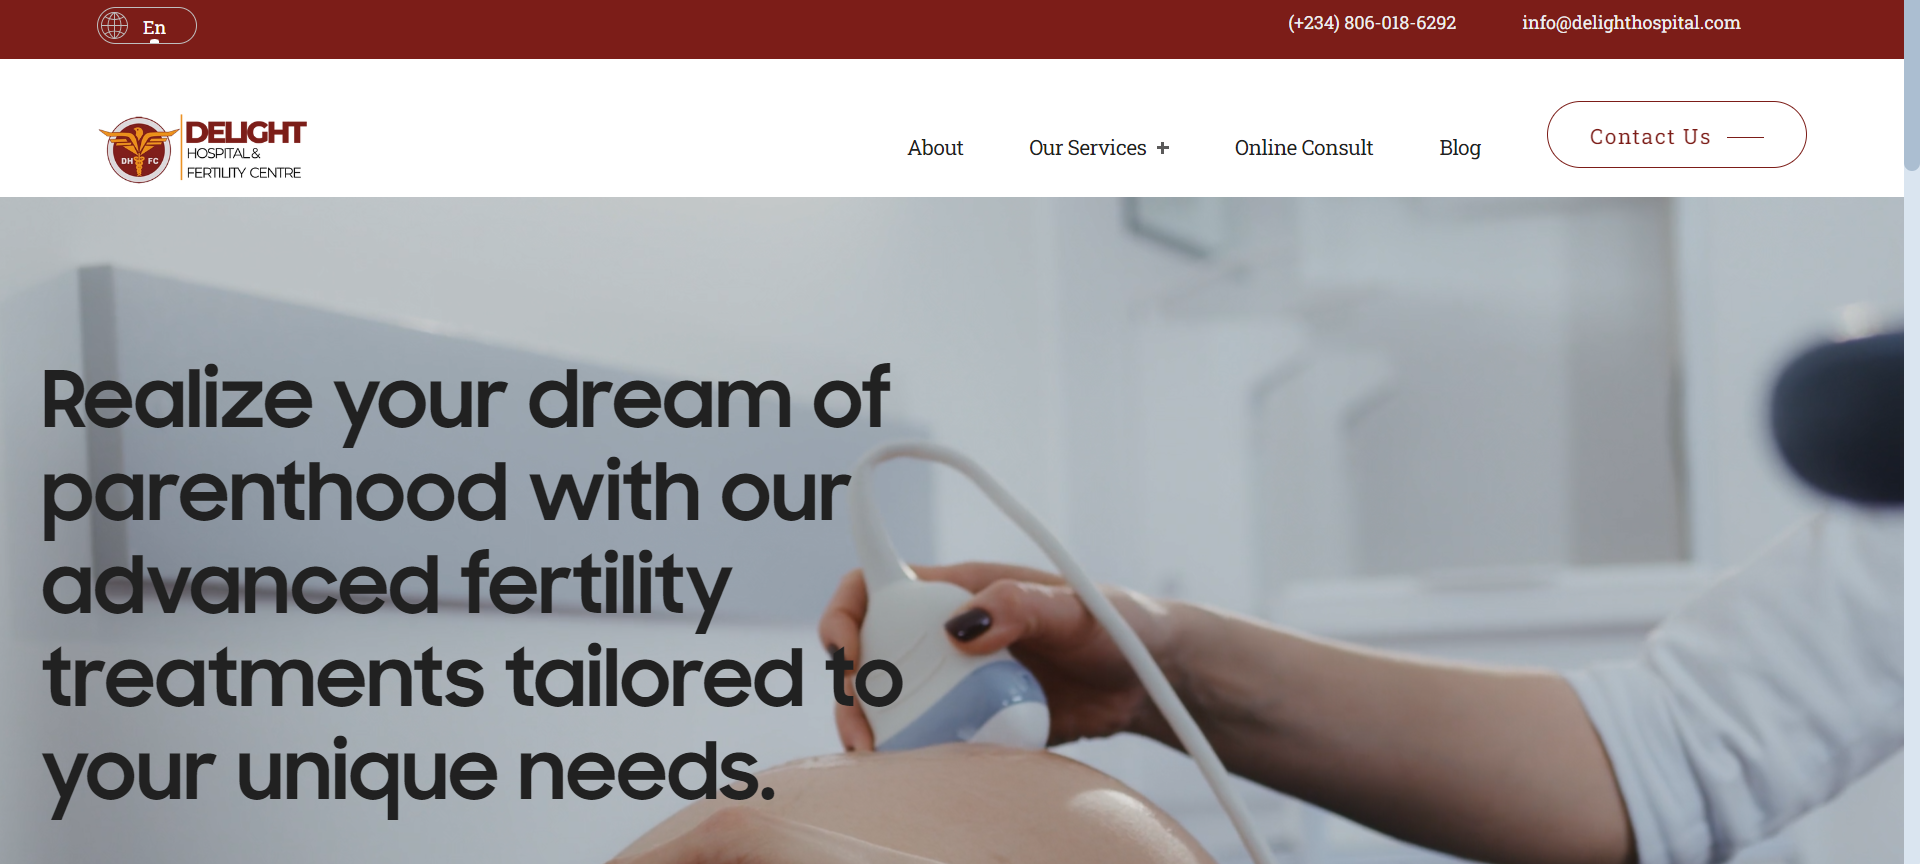 En
(+234) 806-018-6292
info@delighthospital.com
DELIGHT
HOSPITAL &
FERTILITY CENTRE
DH FC
About
Our Services +
Online Consult
Blog
Contact Us
Realize your dream of
parenthood with our
advanced fertility
treatments tailored to
your unique needs.